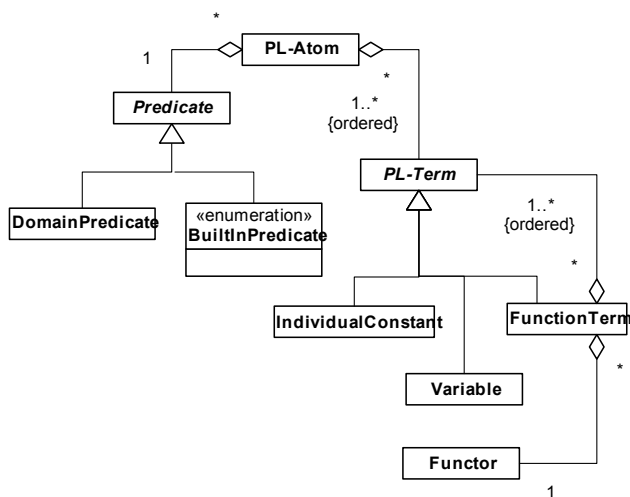 *
PL-Atom
*
1
1..*
{ordered}
Predicate
PL-Term
DomainPredicate
«enumeration»
BuiltInPredicate
1..*
{ordered}
*
IndividualConstant
FunctionTerm
*
Variable
Functor
1